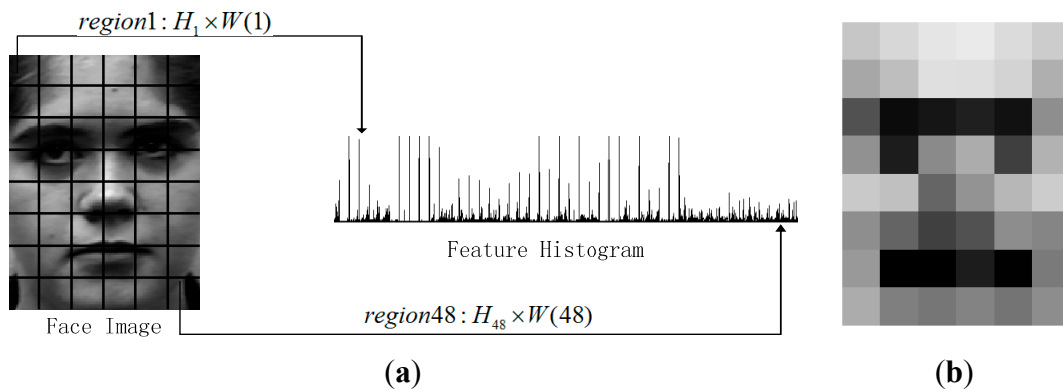 region1: H₁×W(1)
Feature Histogram
Face Image
region48: H₄₈×W(48)
(a)
(b)